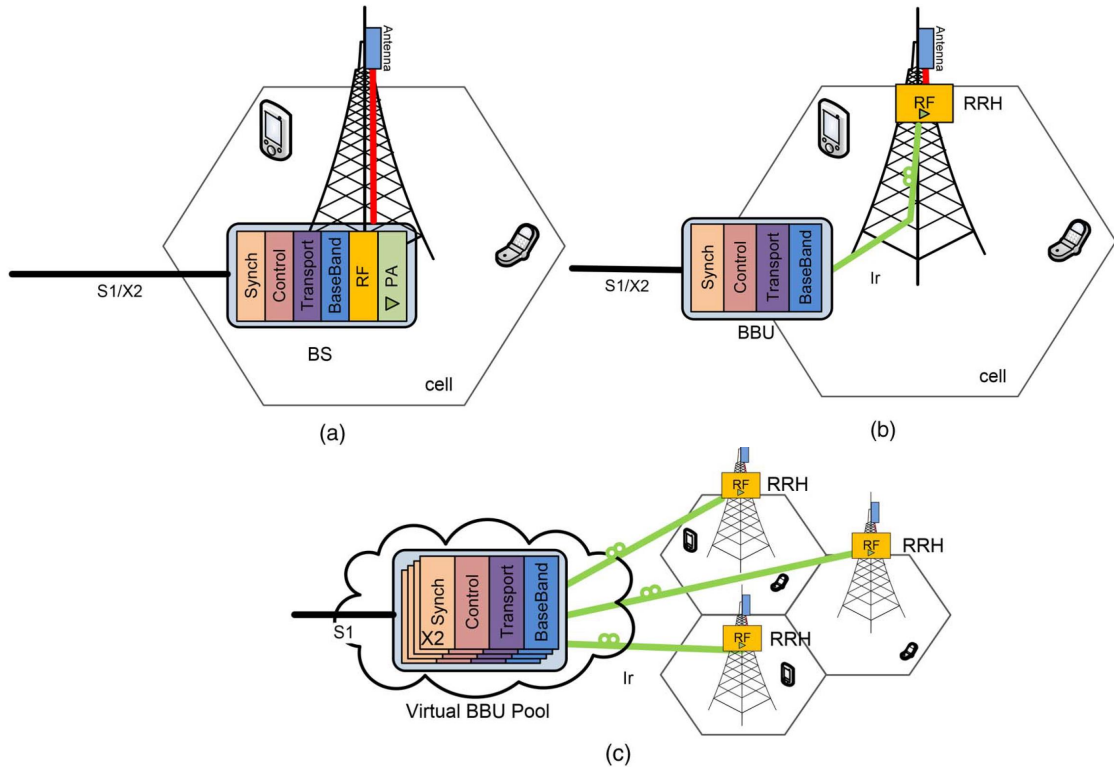 Antenna
Synch
Control
Transport
BaseBand
RF
PA
S1/X2
BS
cell
(a)
Antenna
RF
RRH
Synch
Control
Transport
BaseBand
S1/X2
Ir
BBU
cell
(b)
RF
RRH
RF
RRH
RF
RRH
Synch
X2
Control
Transport
BaseBand
S1
Ir
Virtual BBU Pool
(c)